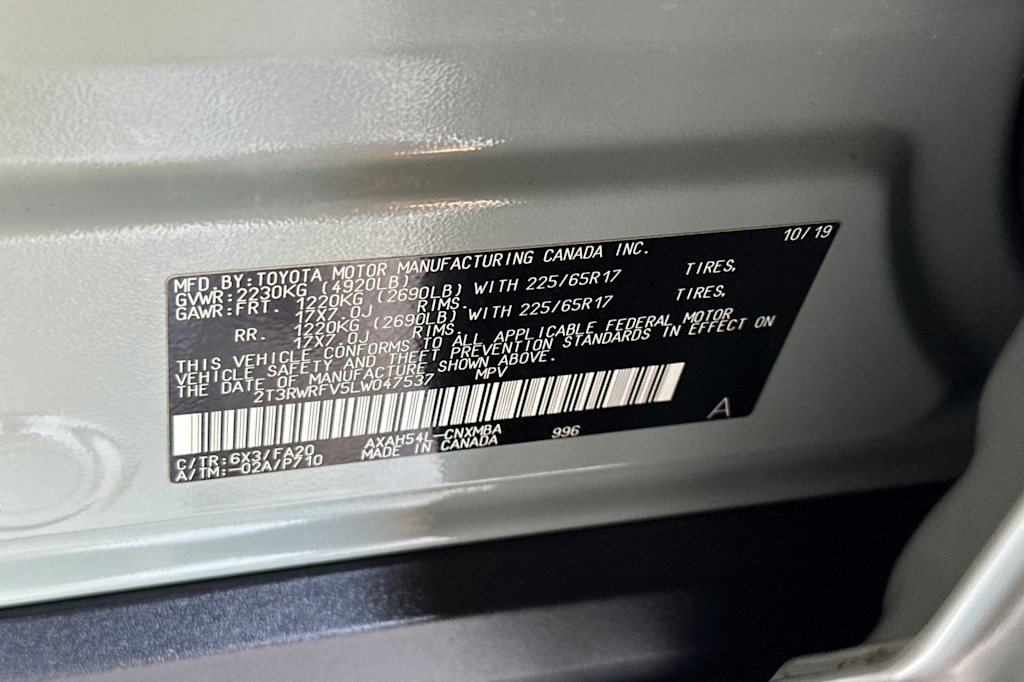 10/19
MFD.BY:TOYOTA MOTOR MANUFACTURING CANADA INC.
GVWR:2230KG (4920LB)
GAWR:FRT. 1220KG (2690LB) WITH 225/65R17 TIRES,
17X7.0J RIMS.
RR. 1220KG (2690LB) WITH 225/65R17 TIRES,
17X7.0J RIMS.
THIS VEHICLE CONFORMS TO ALL APPLICABLE FEDERAL MOTOR
VEHICLE SAFETY AND THEFT PREVENTION STANDARDS IN EFFECT ON
THE DATE OF MANUFACTURE SHOWN ABOVE.
2T3RWRFV5LW047537 MPV
C/TR:6X3/FA20 AXAH54L-CNXMBA 996 A
A/TM:-02A/P710 MADE IN CANADA